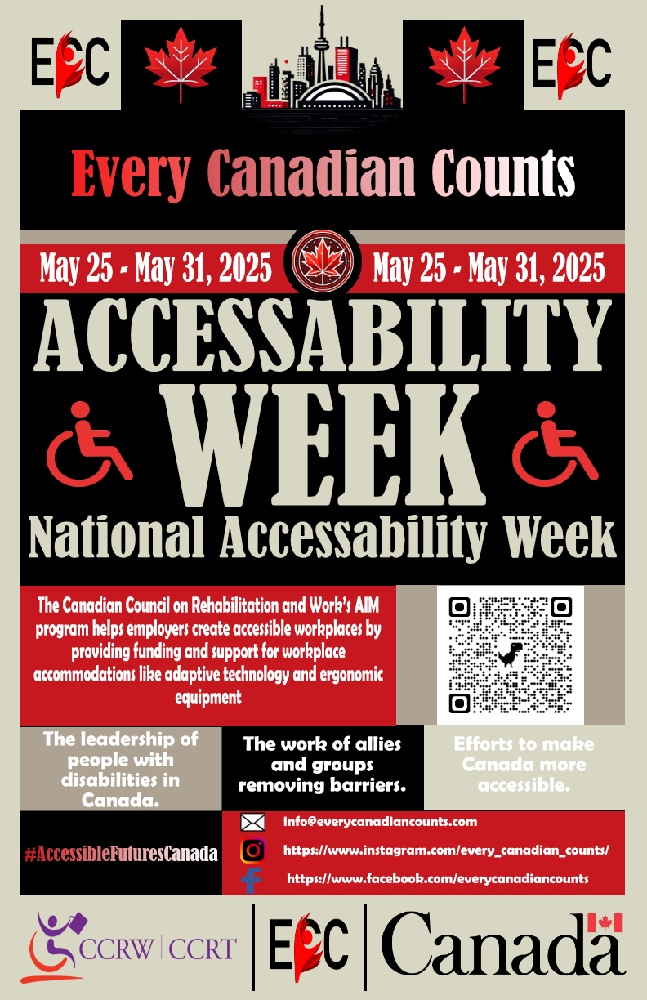 ECC
ECC
Every Canadian Counts
May 25 - May 31, 2025
May 25 - May 31, 2025
ACCESSABILITY
WEEK
National Accessability Week
The Canadian Council on Rehabilitation and Work's AIM
program helps employers create accessible workplaces by
providing funding and support for workplace
accommodations like adaptive technology and ergonomic
equipment
The leadership of
people with
disabilities in
Canada.
The work of allies
and groups
removing barriers.
Efforts to make
Canada more
accessible.
#AccessibleFuturesCanada
info@everycanadiancounts.com
https://www.instagram.com/every_canadian_counts/
https://www.facebook.com/everycanadiancounts
CCRW | CCRT
ECC
Canada